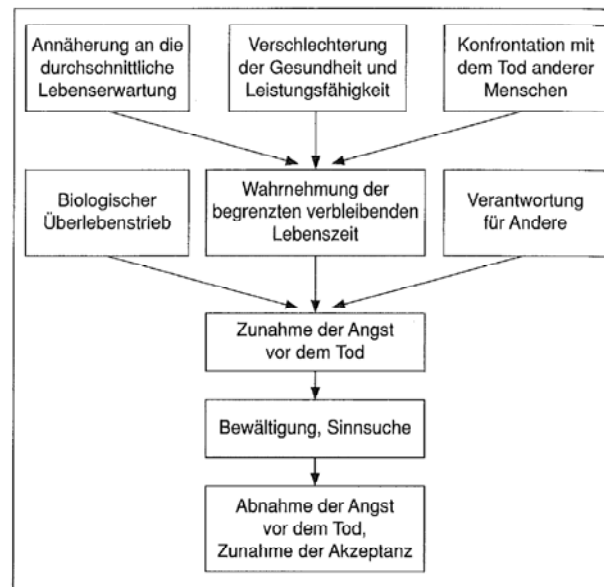 Annäherung an die
durchschnittliche
Lebenserwartung
Verschlechterung
der Gesundheit und
Leistungsfähigkeit
Konfrontation mit
dem Tod anderer
Menschen
Biologischer
Überlebenstrieb
Wahrnehmung der
begrenzten verbleibenden
Lebenszeit
Verantwortung
für Andere
Zunahme der Angst
vor dem Tod
Bewältigung, Sinnsuche
Abnahme der Angst
vor dem Tod,
Zunahme der Akzeptanz